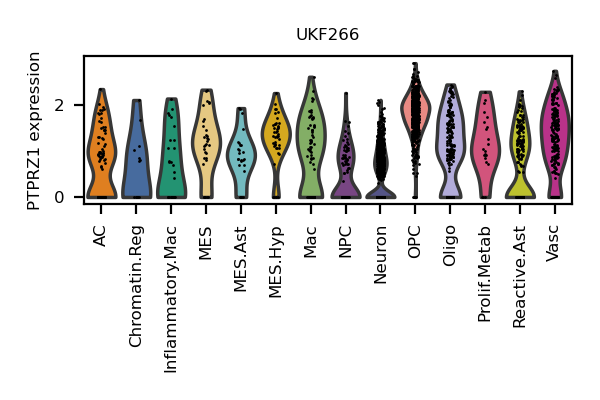 UKF266
PTPRZ1 expression
2
0
AC
Chromatin.Reg
Inflammatory.Mac
MES
MES.Ast
MES.Hyp
Mac
NPC
Neuron
OPC
Oligo
Prolif.Metab
Reactive.Ast
Vasc